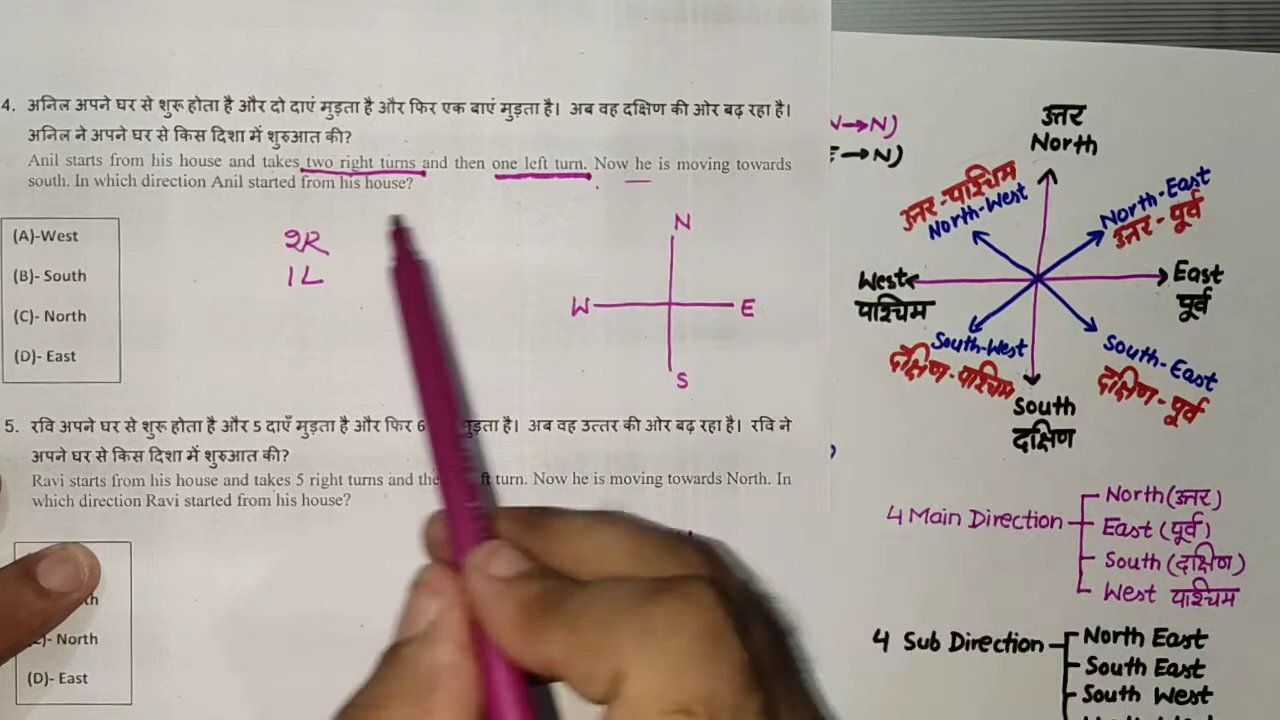 4. अनिल अपने घर से शुरू होता है और दो दाएं मुड़ता है और फिर एक बाएं मुड़ता है। अब वह दक्षिण की ओर बढ़ रहा है।
अनिल ने अपने घर से किस दिशा में शुरुआत की?
Anil starts from his house and takes two right turns and then one left turn. Now he is moving towards
south. In which direction Anil started from his house?
(A)-West
(B)- South
(C)- North
(D)- East
2R
1L
N
W E
S
5. रवि अपने घर से शुरू होता है और 5 दाएँ मुड़ता है और फिर 6 मुड़ता है। अब वह उत्तर की ओर बढ़ रहा है। रवि ने
अपने घर से किस दिशा में शुरुआत की?
Ravi starts from his house and takes 5 right turns and turn. Now he is moving towards North. In
which direction Ravi started from his house?
- North
(D)- East
→N)
→N)
उत्तर
North
उत्तर-पश्चिम
North-West
North-East
उत्तर-पूर्व
West
पश्चिम
East
पूर्व
South-West
दक्षिण-पश्चिम
South-East
दक्षिण-पूर्व
South
दक्षिण
4 Main Direction
North (उत्तर)
East (पूर्व)
South (दक्षिण)
West पाश्चिम
4 Sub Direction
North East
South East
South West